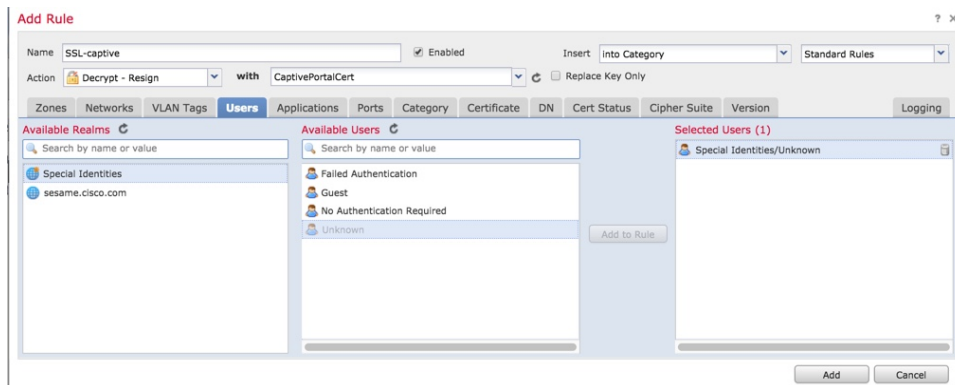 Add Rule
? x
Name SSL-captive Enabled Insert into Category Standard Rules
Action Decrypt - Resign with CaptivePortalCert Replace Key Only
Zones Networks VLAN Tags Users Applications Ports Category Certificate DN Cert Status Cipher Suite Version Logging
Available Realms Available Users Selected Users (1)
Search by name or value Search by name or value Special Identities/Unknown
Special Identities Failed Authentication
sesame.cisco.com Guest
No Authentication Required
Unknown
Add to Rule
Add Cancel